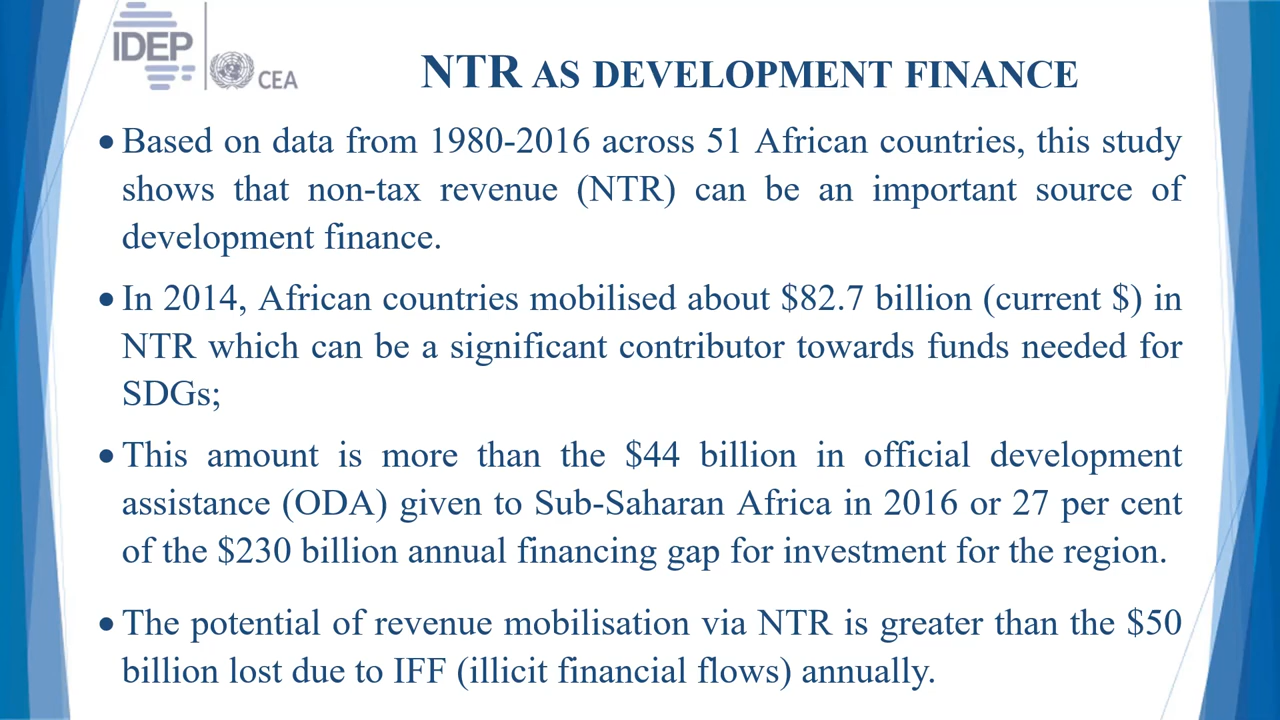 IDEP
CEA
NTR AS DEVELOPMENT FINANCE
• Based on data from 1980-2016 across 51 African countries, this study
shows that non-tax revenue (NTR) can be an important source of
development finance.
• In 2014, African countries mobilised about $82.7 billion (current $) in
NTR which can be a significant contributor towards funds needed for
SDGs;
• This amount is more than the $44 billion in official development
assistance (ODA) given to Sub-Saharan Africa in 2016 or 27 per cent
of the $230 billion annual financing gap for investment for the region.
• The potential of revenue mobilisation via NTR is greater than the $50
billion lost due to IFF (illicit financial flows) annually.